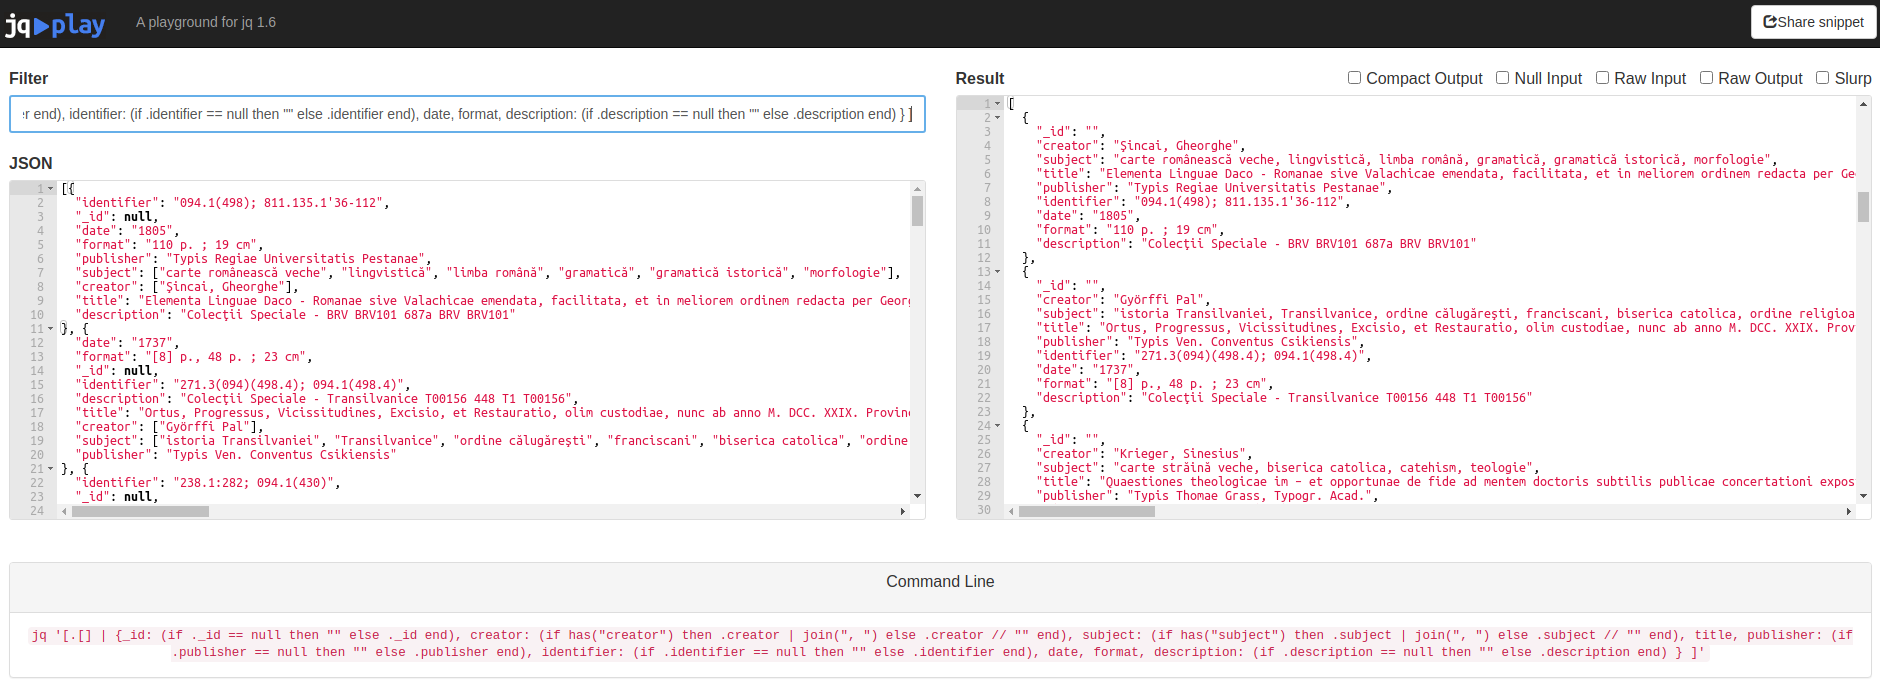 jq play A playground for jq 1.6 Share snippet
Filter
end), identifier: (if .identifier == null then "" else .identifier end), date, format, description: (if .description == null then "" else .description end) } ]
JSON
1 [{
2 "identifier": "094.1(498); 811.135.1'36-112",
3 "_id": null,
4 "date": "1805",
5 "format": "110 p. ; 19 cm",
6 "publisher": "Typis Regiae Universitatis Pestanae",
7 "subject": ["carte românească veche", "lingvistică", "limba română", "gramatică", "gramatică istorică", "morfologie"],
8 "creator": ["Şincai, Gheorghe"],
9 "title": "Elementa Linguae Daco - Romanae sive Valachicae emendata, facilitata, et in meliorem ordinem redacta per Georg
10 "description": "Colecţii Speciale - BRV BRV101 687a BRV BRV101"
11 }, {
12 "date": "1737",
13 "format": "[8] p., 48 p. ; 23 cm",
14 "_id": null,
15 "identifier": "271.3(094)(498.4); 094.1(498.4)",
16 "description": "Colecţii Speciale - Transilvanice T00156 448 T1 T00156",
17 "title": "Ortus, Progressus, Vicissitudines, Excisio, et Restauratio, olim custodiae, nunc ab anno M. DCC. XXIX. Provinc
18 "creator": ["Györffi Pal"],
19 "subject": ["istoria Transilvaniei", "Transilvanice", "ordine călugăreşti", "franciscani", "biserica catolica", "ordine
20 "publisher": "Typis Ven. Conventus Csikiensis"
21 }, {
22 "identifier": "238.1:282; 094.1(430)",
23 "_id": null,
24
Result Compact Output Null Input Raw Input Raw Output Slurp
1 [
2 {
3 "_id": "",
4 "creator": "Şincai, Gheorghe",
5 "subject": "carte românească veche, lingvistică, limba română, gramatică, gramatică istorică, morfologie",
6 "title": "Elementa Linguae Daco - Romanae sive Valachicae emendata, facilitata, et in meliorem ordinem redacta per Geo
7 "publisher": "Typis Regiae Universitatis Pestanae",
8 "identifier": "094.1(498); 811.135.1'36-112",
9 "date": "1805",
10 "format": "110 p. ; 19 cm",
11 "description": "Colecţii Speciale - BRV BRV101 687a BRV BRV101"
12 },
13 {
14 "_id": "",
15 "creator": "Györffi Pal",
16 "subject": "istoria Transilvaniei, Transilvanice, ordine călugăreşti, franciscani, biserica catolica, ordine religioa
17 "title": "Ortus, Progressus, Vicissitudines, Excisio, et Restauratio, olim custodiae, nunc ab anno M. DCC. XXIX. Prov
18 "publisher": "Typis Ven. Conventus Csikiensis",
19 "identifier": "271.3(094)(498.4); 094.1(498.4)",
20 "date": "1737",
21 "format": "[8] p., 48 p. ; 23 cm",
22 "description": "Colecţii Speciale - Transilvanice T00156 448 T1 T00156"
23 },
24 {
25 "_id": "",
26 "creator": "Krieger, Sinesius",
27 "subject": "carte străină veche, biserica catolica, catehism, teologie",
28 "title": "Quaestiones theologicae im – et opportunae de fide ad mentem doctoris subtilis publicae concertationi expos
29 "publisher": "Typis Thomae Grass, Typogr. Acad.",
30
Command Line
jq '[.[] | {_id: (if ._id == null then "" else ._id end), creator: (if has("creator") then .creator | join(", ") else .creator // "" end), subject: (if has("subject") then .subject | join(", ") else .subject // "" end), title, publisher: (if
.publisher == null then "" else .publisher end), identifier: (if .identifier == null then "" else .identifier end), date, format, description: (if .description == null then "" else .description end) } ]'